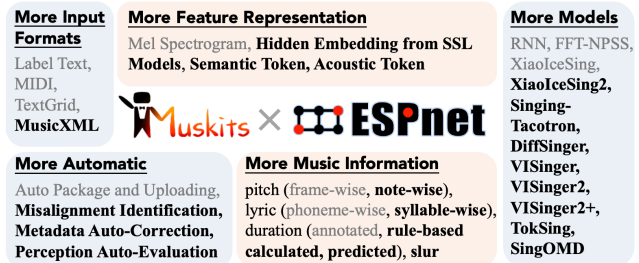 More Input
Formats
Label Text,
MIDI,
TextGrid,
MusicXML
More Feature Representation
Mel Spectrogram, Hidden Embedding from SSL
Models, Semantic Token, Acoustic Token
Muskits × ESPnet
More Automatic
Auto Package and Uploading,
Misalignment Identification,
Metadata Auto-Correction,
Perception Auto-Evaluation
More Music Information
pitch (frame-wise, note-wise),
lyric (phoneme-wise, syllable-wise),
duration (annotated, rule-based
calculated, predicted), slur
More Models
RNN, FFT-NPSS,
XiaoIceSing,
XiaoIceSing2,
Singing-
Tacotron,
DiffSinger,
VISinger,
VISinger2,
VISinger2+,
TokSing,
SingOMD